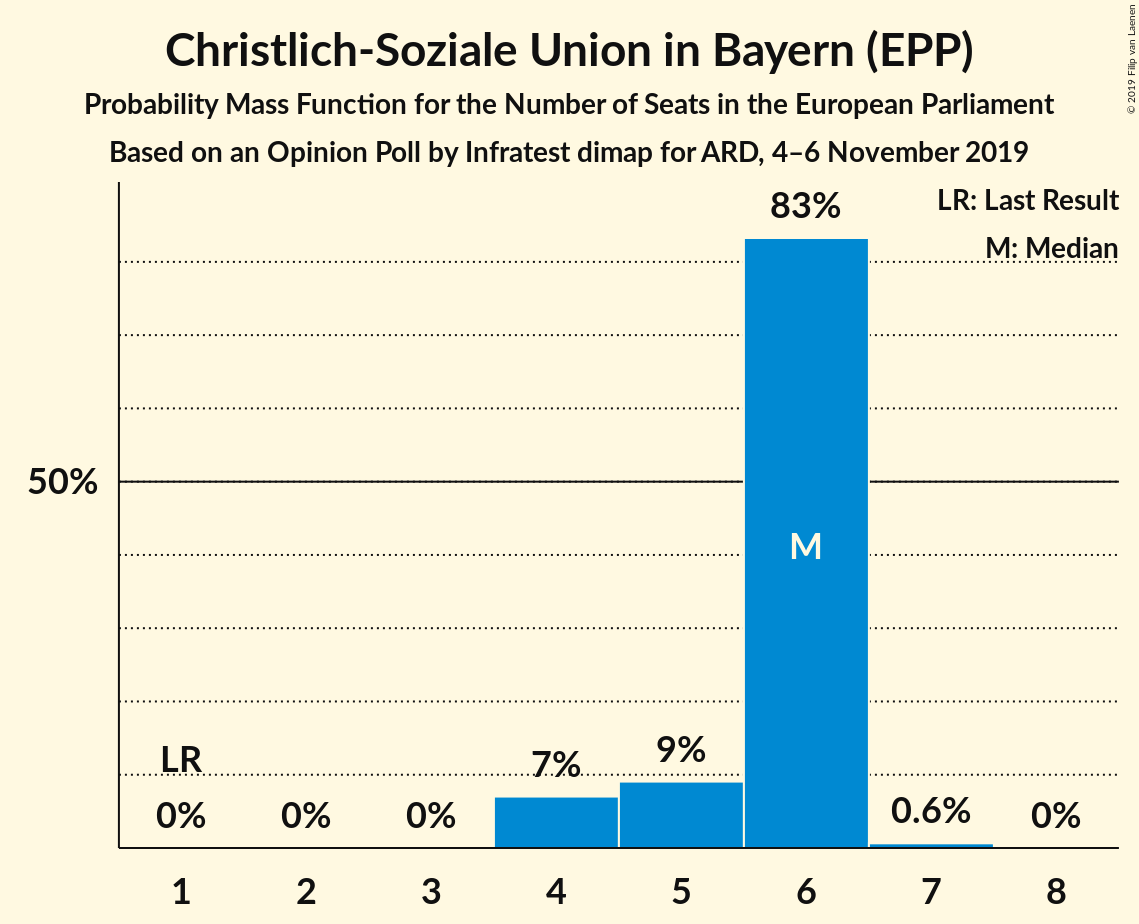 Christlich-Soziale Union in Bayern (EPP)
Probability Mass Function for the Number of Seats in the European Parliament
Based on an Opinion Poll by Infratest dimap for ARD, 4–6 November 2019
© 2019 Filip van Laenen
LR: Last Result
M: Median
83%
50%
M
LR
7%
9%
0%
0%
0%
0.6%
0%
1 2 3 4 5 6 7 8